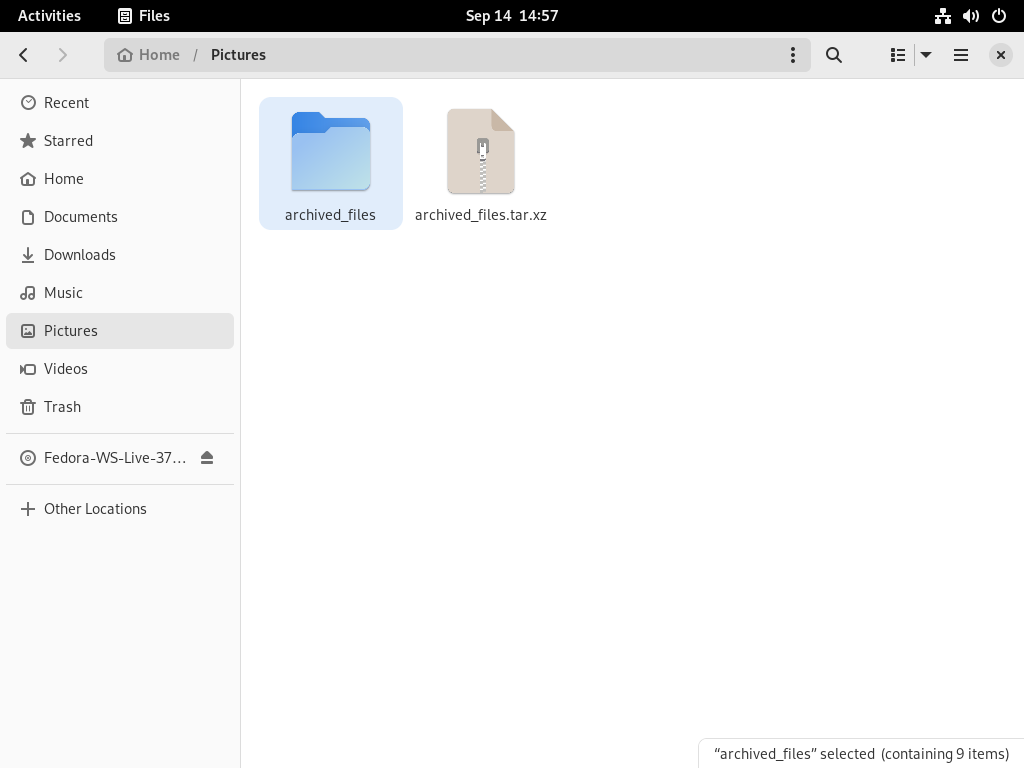 Activities
Files
Sep 14 14:57
Home / Pictures
Recent
Starred
Home
Documents
Downloads
Music
Pictures
Videos
Trash
Fedora-WS-Live-37…
Other Locations
archived_files
archived_files.tar.xz
“archived_files” selected (containing 9 items)